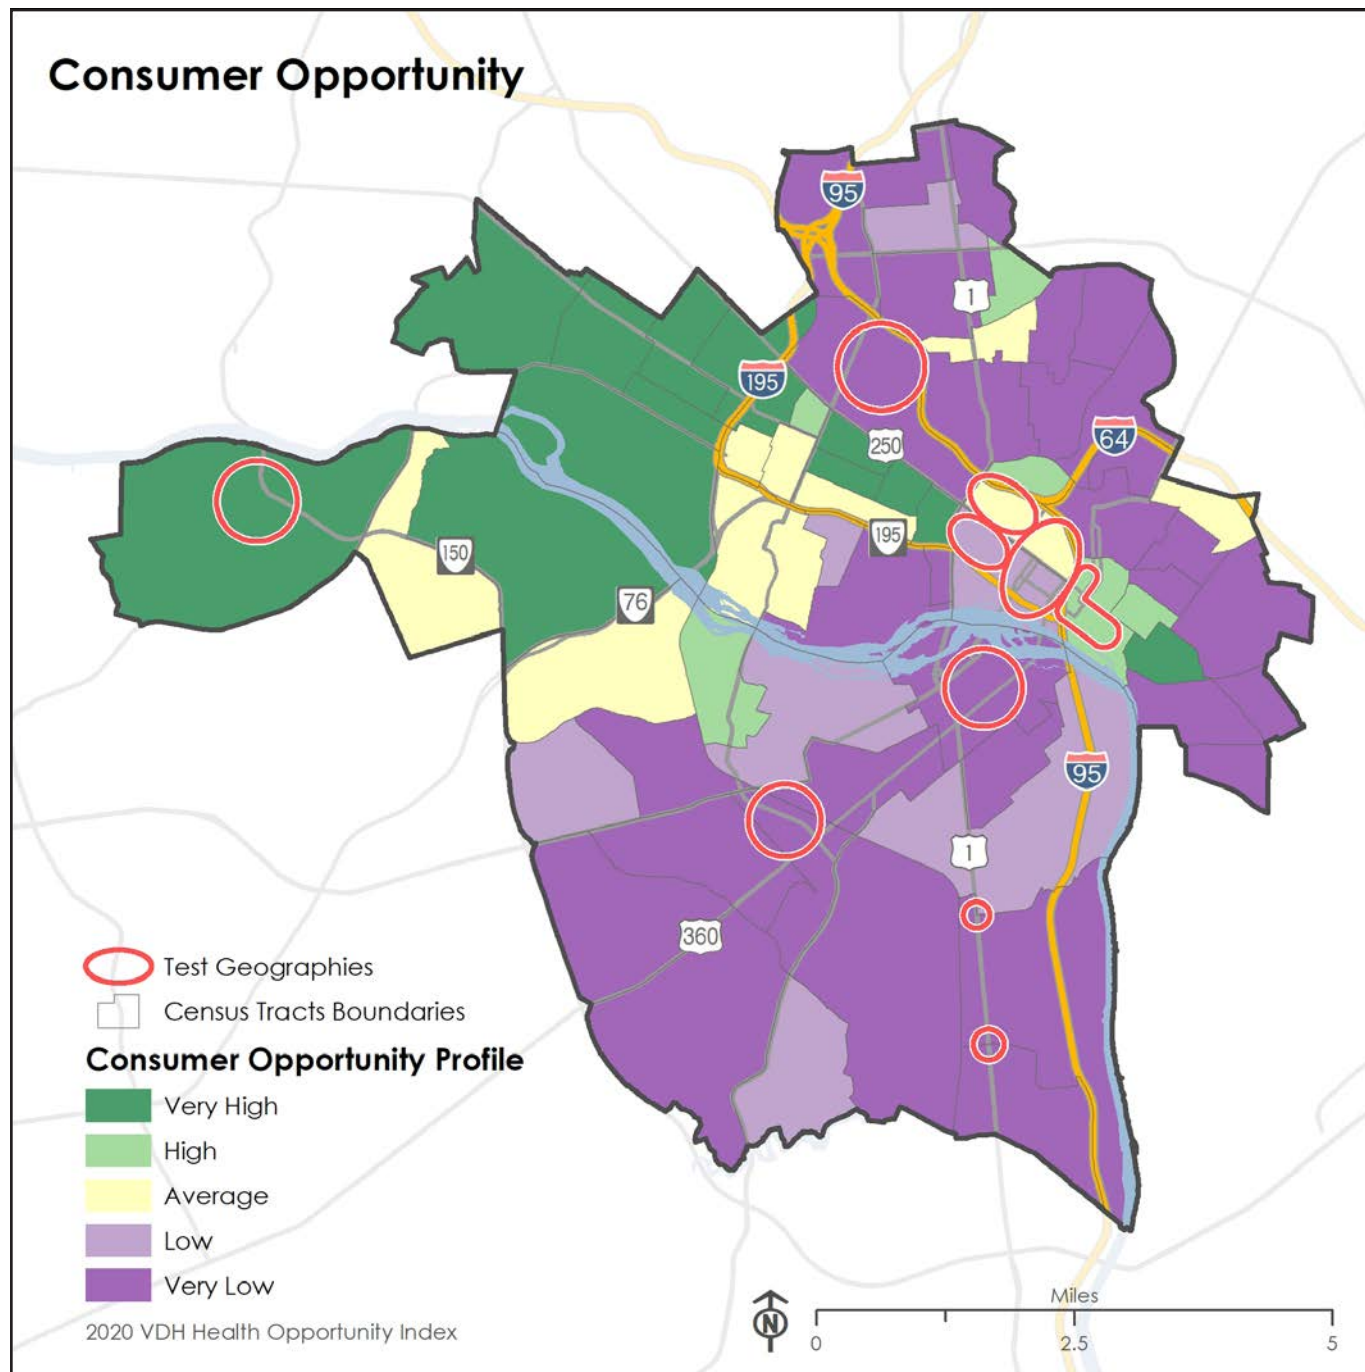 Consumer Opportunity
95
1
195
64
250
195
150
76
95
1
360
Test Geographies
Census Tracts Boundaries
Consumer Opportunity Profile
Very High
High
Average
Low
Very Low
2020 VDH Health Opportunity Index
N
Miles
0
2.5
5